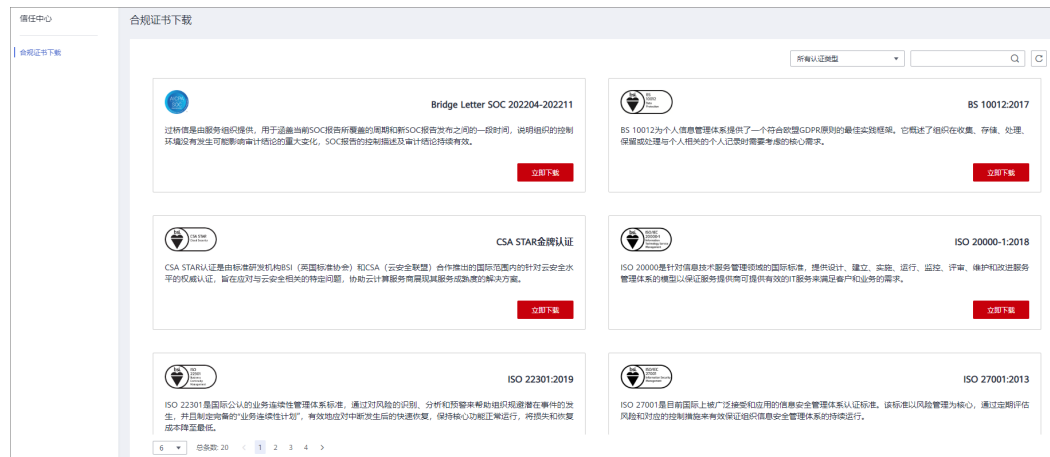 信任中心
合规证书下载
合规证书下载
所有认证类型
Bridge Letter SOC 202204-202211
过桥信是由服务组织提供，用于涵盖当前SOC报告所覆盖的周期和新SOC报告发布之间的一段时间，说明组织的控制
环境没有发生可能影响审计结论的重大变化，SOC报告的控制描述及审计结论持续有效。
立即下载
BS 10012:2017
BS 10012为个人信息管理体系提供了一个符合欧盟GDPR原则的最佳实践框架。它概述了组织在收集、存储、处理、
保留或处理与个人相关的个人记录时需要考虑的核心需求。
立即下载
CSA STAR
CSA STAR金牌认证
CSA STAR认证是由标准研发机构BSI（英国标准协会）和CSA（云安全联盟）合作推出的国际范围内的针对云安全水
平的权威认证，旨在应对与云安全相关的特定问题，协助云计算服务商展现其服务成熟度的解决方案。
立即下载
ISO 20000-1:2018
ISO 20000是针对信息技术服务管理领域的国际标准，提供设计、建立、实施、运行、监控、评审、维护和改进服务
管理体系的模型以保证服务提供商可提供有效的IT服务来满足客户和业务的需求。
立即下载
ISO 22301:2019
ISO 22301是国际公认的业务连续性管理体系标准，通过对风险的识别、分析和预警来帮助组织规避潜在事件的发
生，并且制定完备的“业务连续性计划”，有效地应对中断发生后的快速恢复，保持核心功能正常运行，将损失和恢复
成本降至最低。
ISO 27001:2013
ISO 27001是目前国际上被广泛接受和应用的信息安全管理体系认证标准。该标准以风险管理为核心，通过定期评估
风险和对应的控制措施来有效保证组织信息安全管理体系的持续运行。
6 总条数: 20 < 1 2 3 4 >